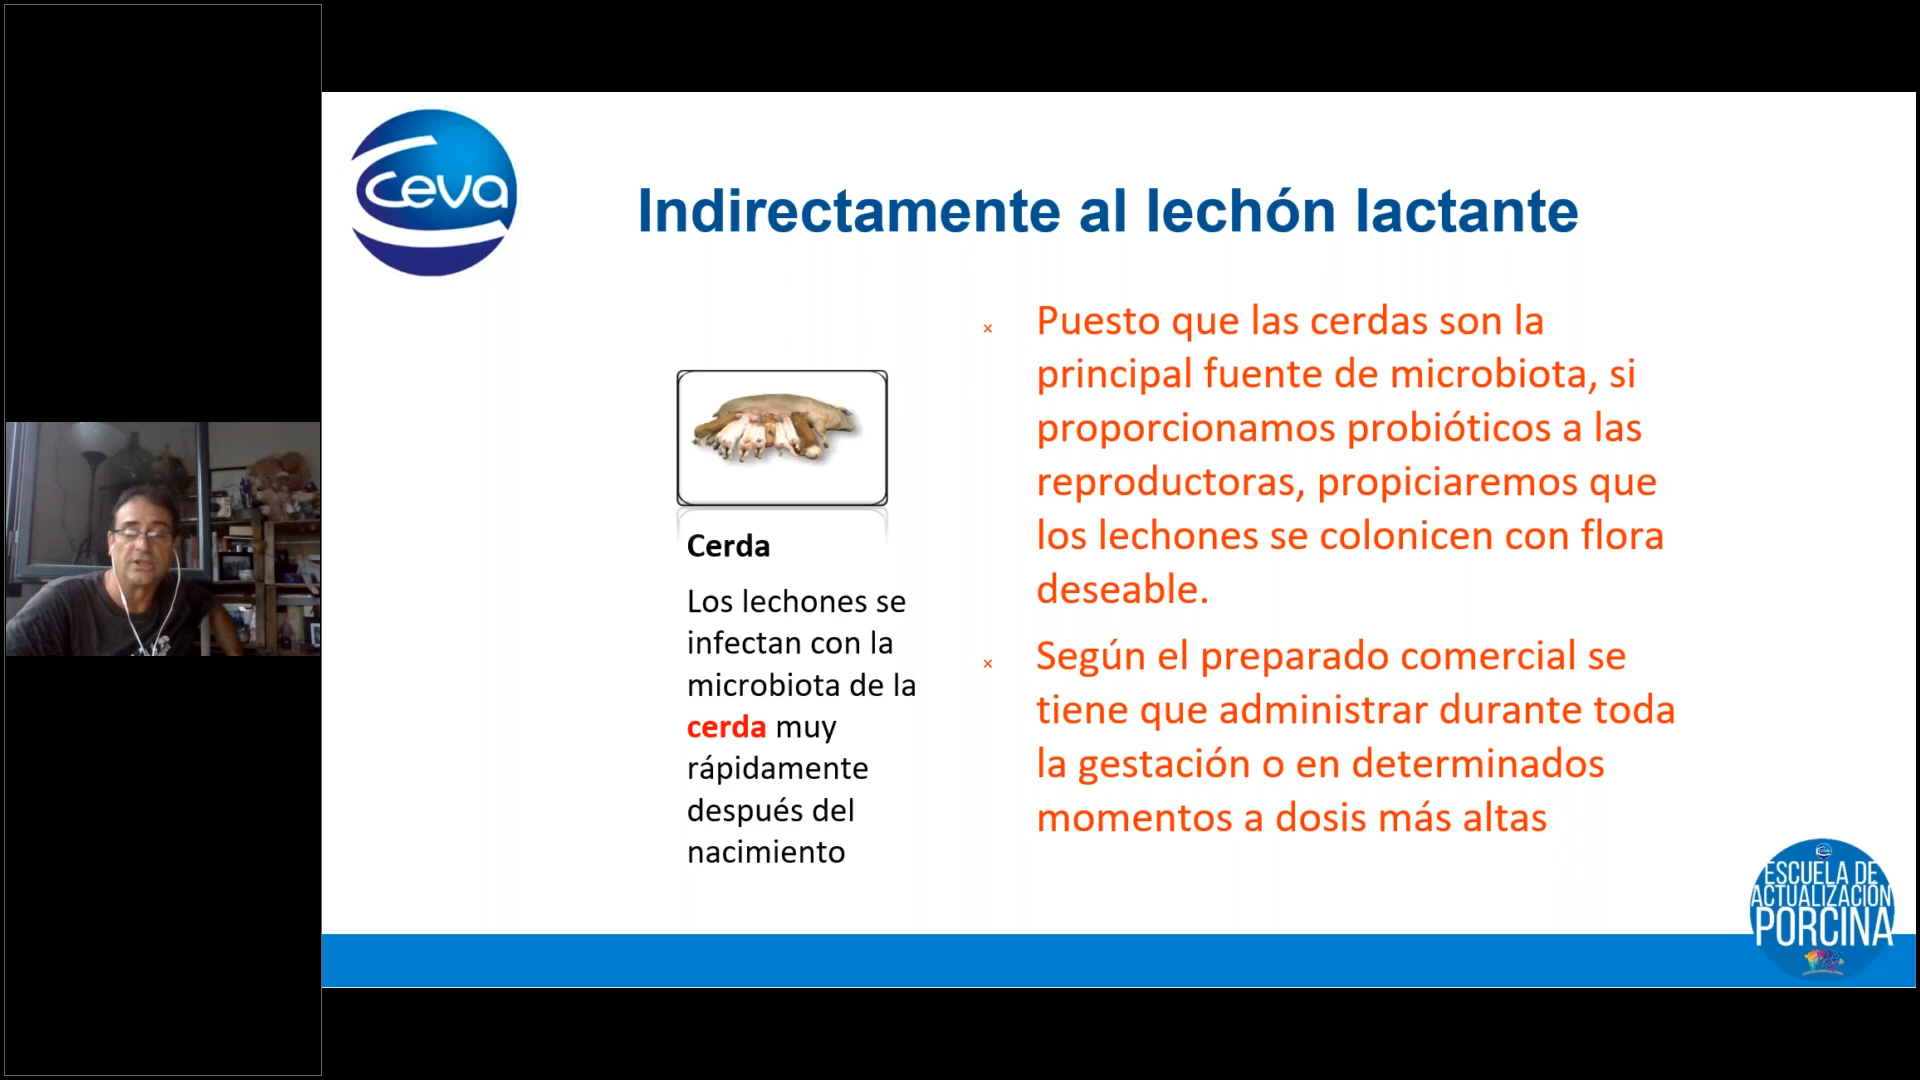 ceva
Indirectamente al lechón lactante
Cerda
Los lechones se
infectan con la
microbiota de la
cerda muy
rápidamente
después del
nacimiento
× Puesto que las cerdas son la
principal fuente de microbiota, si
proporcionamos probióticos a las
reproductoras, propiciaremos que
los lechones se colonicen con flora
deseable.
× Según el preparado comercial se
tiene que administrar durante toda
la gestación o en determinados
momentos a dosis más altas
ESCUELA DE
ACTUALIZACIÓN
PORCINA